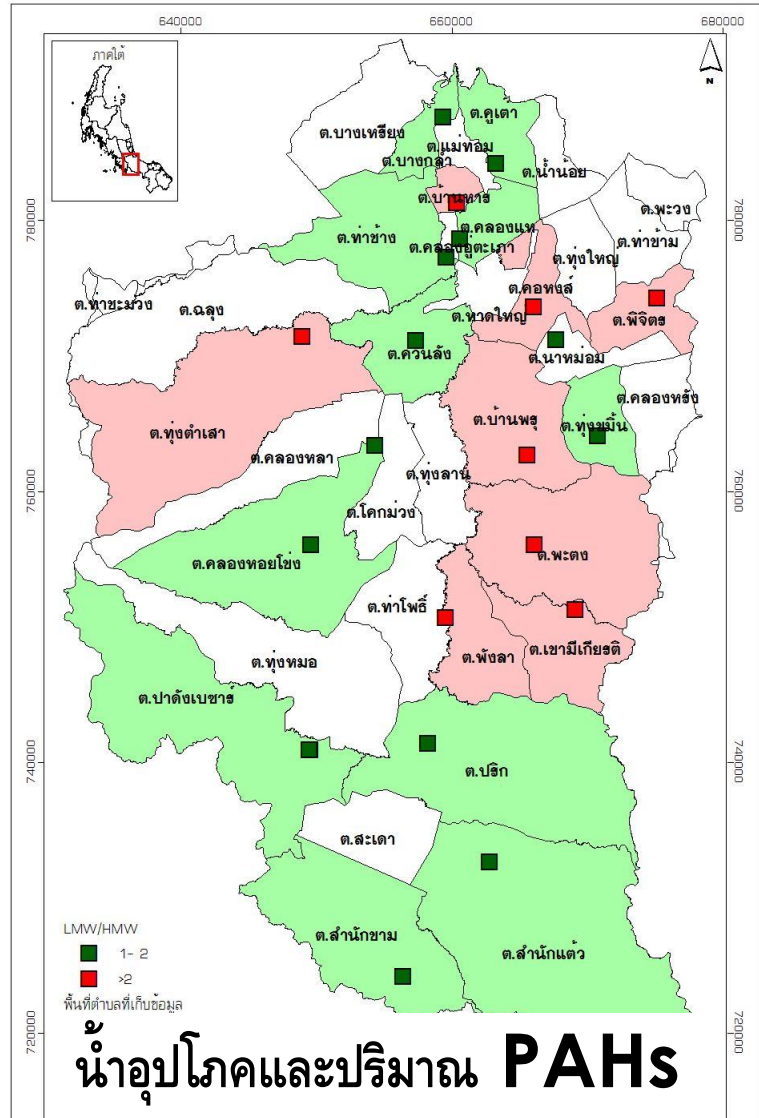 640000
660000
680000
ภาคใต้
N
ต.บางเหรียง
ต.คูเตา
ต.แมทอม
ต.บางกล่ำ
ต.น้ำน้อย
ต.บ้านหาร
780000
780000
ต.พะวง
ต.ท่าช้าง
ต.คลองแห
ต.คลองอู่ตะเภา
ต.ทุ่งใหญ่
ต.ท่าข้าม
ต.ท่าชะมวง
ต.ฉลุง
ต.คอหงส์
ต.หาดใหญ่
ต.พิจิตร
ต.ควนลัง
ต.นาหม่อม
ต.คลองหรัง
ต.บ้านพรุ
ต.ทุ่งขมิ้น
ต.ทุ่งตำเสา
ต.คลองหลา
ต.ทุ่งลาน
760000
760000
ต.โคกม่วง
ต.คลองหอยโข่ง
ต.พะตง
ต.ท่าโพธิ์
ต.เขามีเกียรติ
ต.พังลา
ต.ทุ่งหมอ
ต.ปาดังเบซาร์
740000
740000
ต.ปริก
ต.สะเดา
LMW/HMW
1- 2
>2
พื้นที่ตำบลที่เก็บข้อมูล
ต.สำนักขาม
ต.สำนักแต้ว
720000
720000
น้ำอุปโภคและปริมาณ PAHs